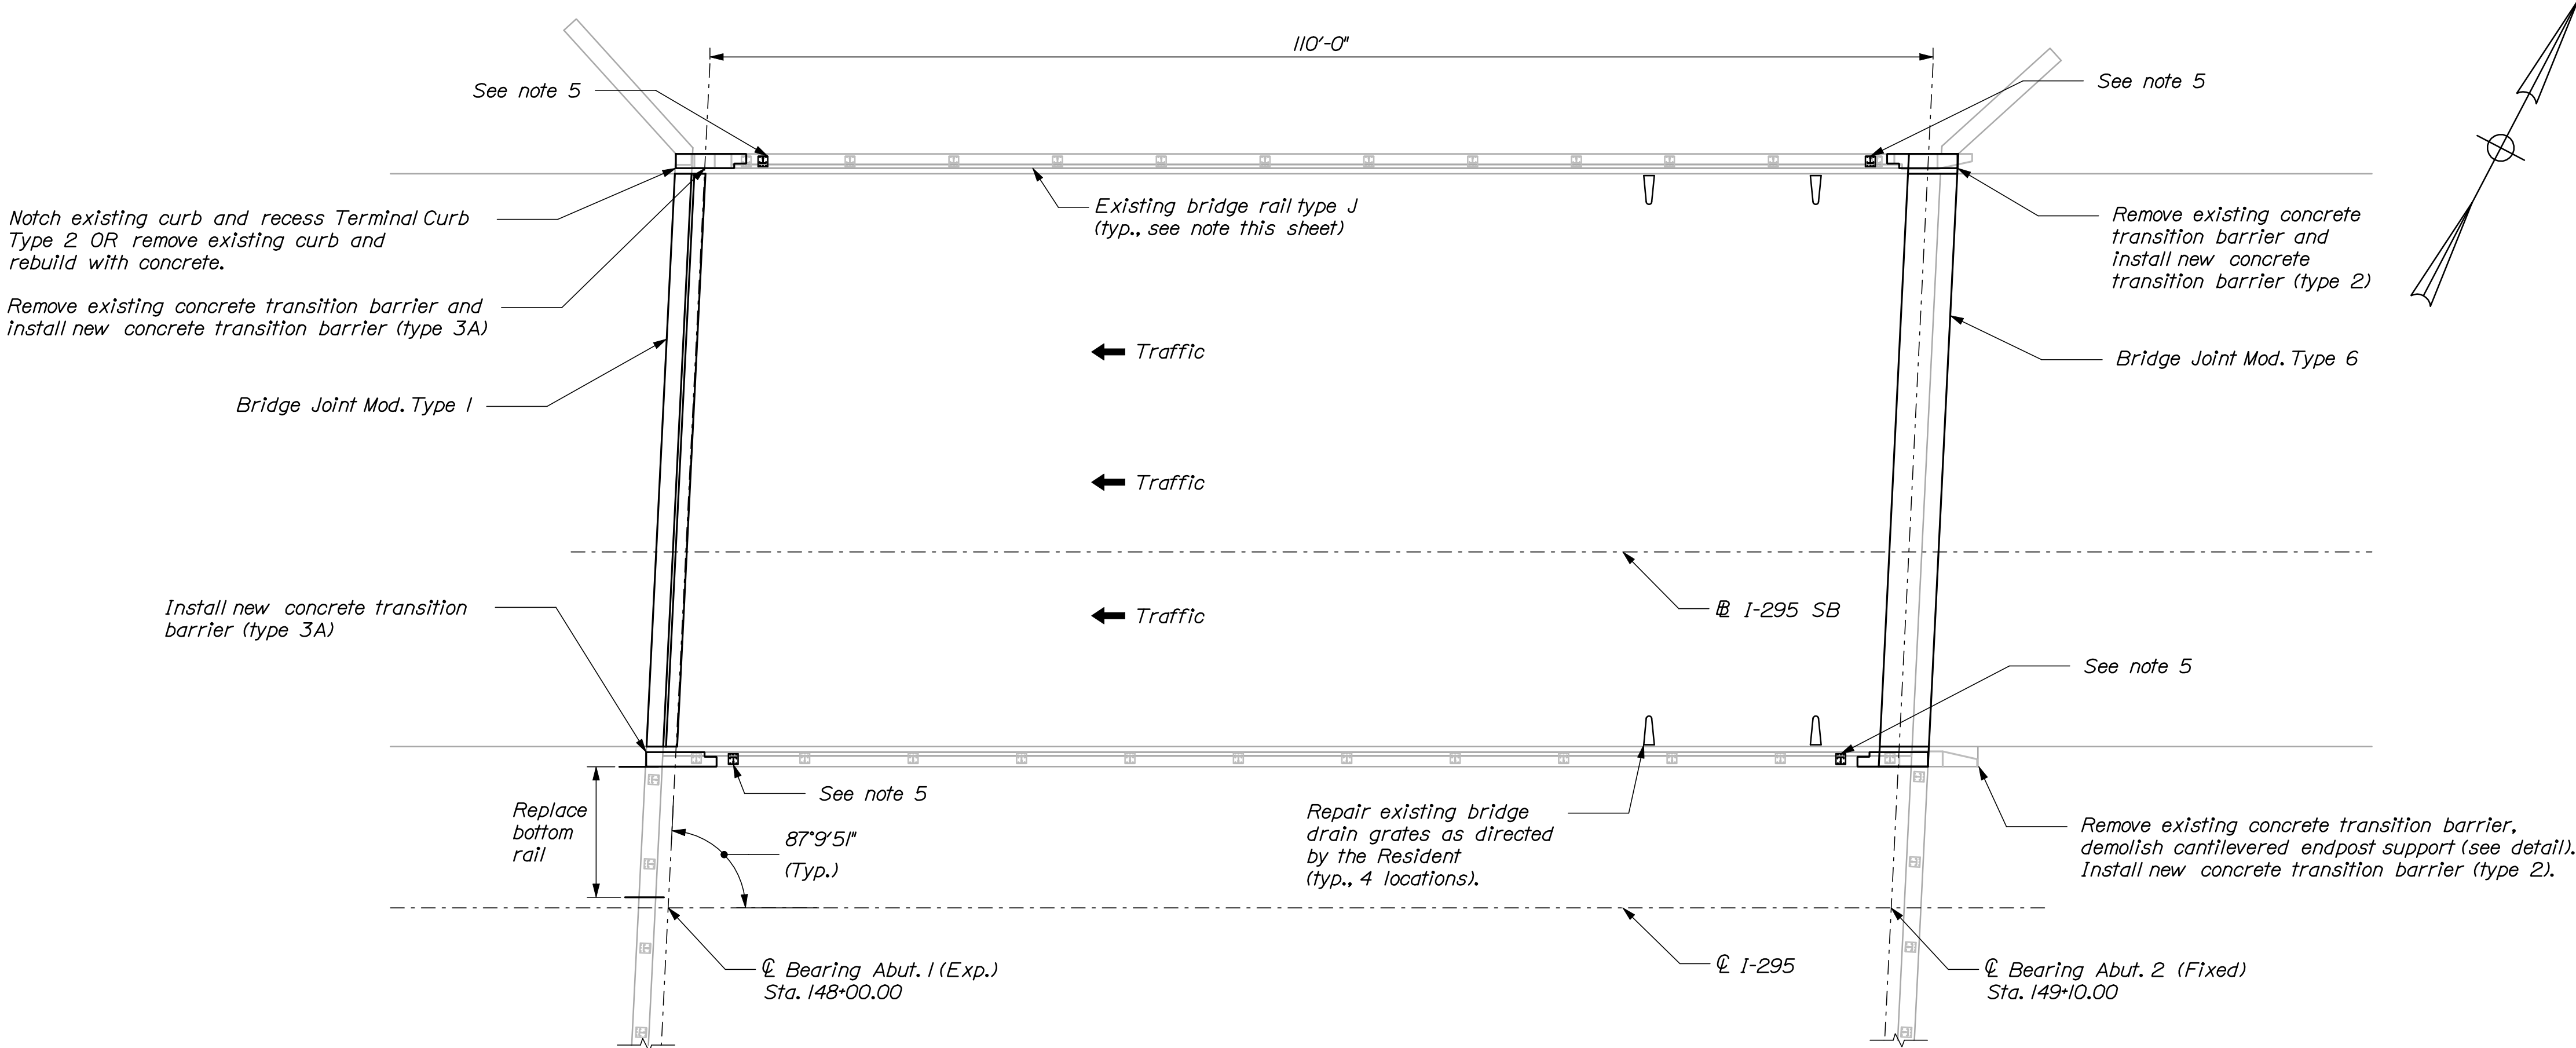 110'-0"
See note 5
See note 5
Notch existing curb and recess Terminal Curb
Type 2 OR remove existing curb and
rebuild with concrete.
Existing bridge rail type J
(typ., see note this sheet)
Remove existing concrete
transition barrier and
install new concrete
transition barrier (type 2)
Remove existing concrete transition barrier and
install new concrete transition barrier (type 3A)
Traffic
Bridge Joint Mod. Type 6
Bridge Joint Mod. Type 1
Traffic
Install new concrete transition
barrier (type 3A)
Traffic
℄ I-295 SB
See note 5
See note 5
Replace
bottom
rail
87°9'51"
(Typ.)
Repair existing bridge
drain grates as directed
by the Resident
(typ., 4 locations).
Remove existing concrete transition barrier,
demolish cantilevered endpost support (see detail).
Install new concrete transition barrier (type 2).
℄ Bearing Abut. 1 (Exp.)
Sta. 148+00.00
℄ I-295
℄ Bearing Abut. 2 (Fixed)
Sta. 149+10.00